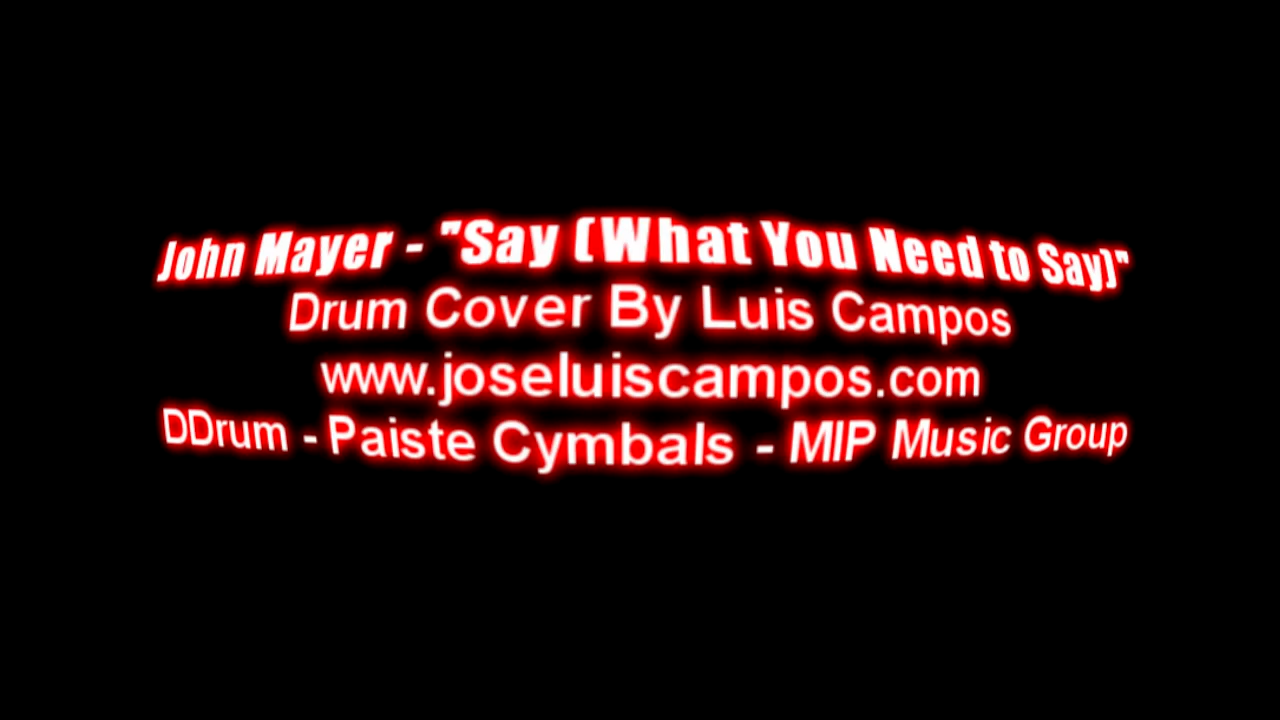 John Mayer - "Say (What You Need to Say)"
Drum Cover By Luis Campos
www.joseluiscampos.com
DDrum - Paiste Cymbals - MIP Music Group